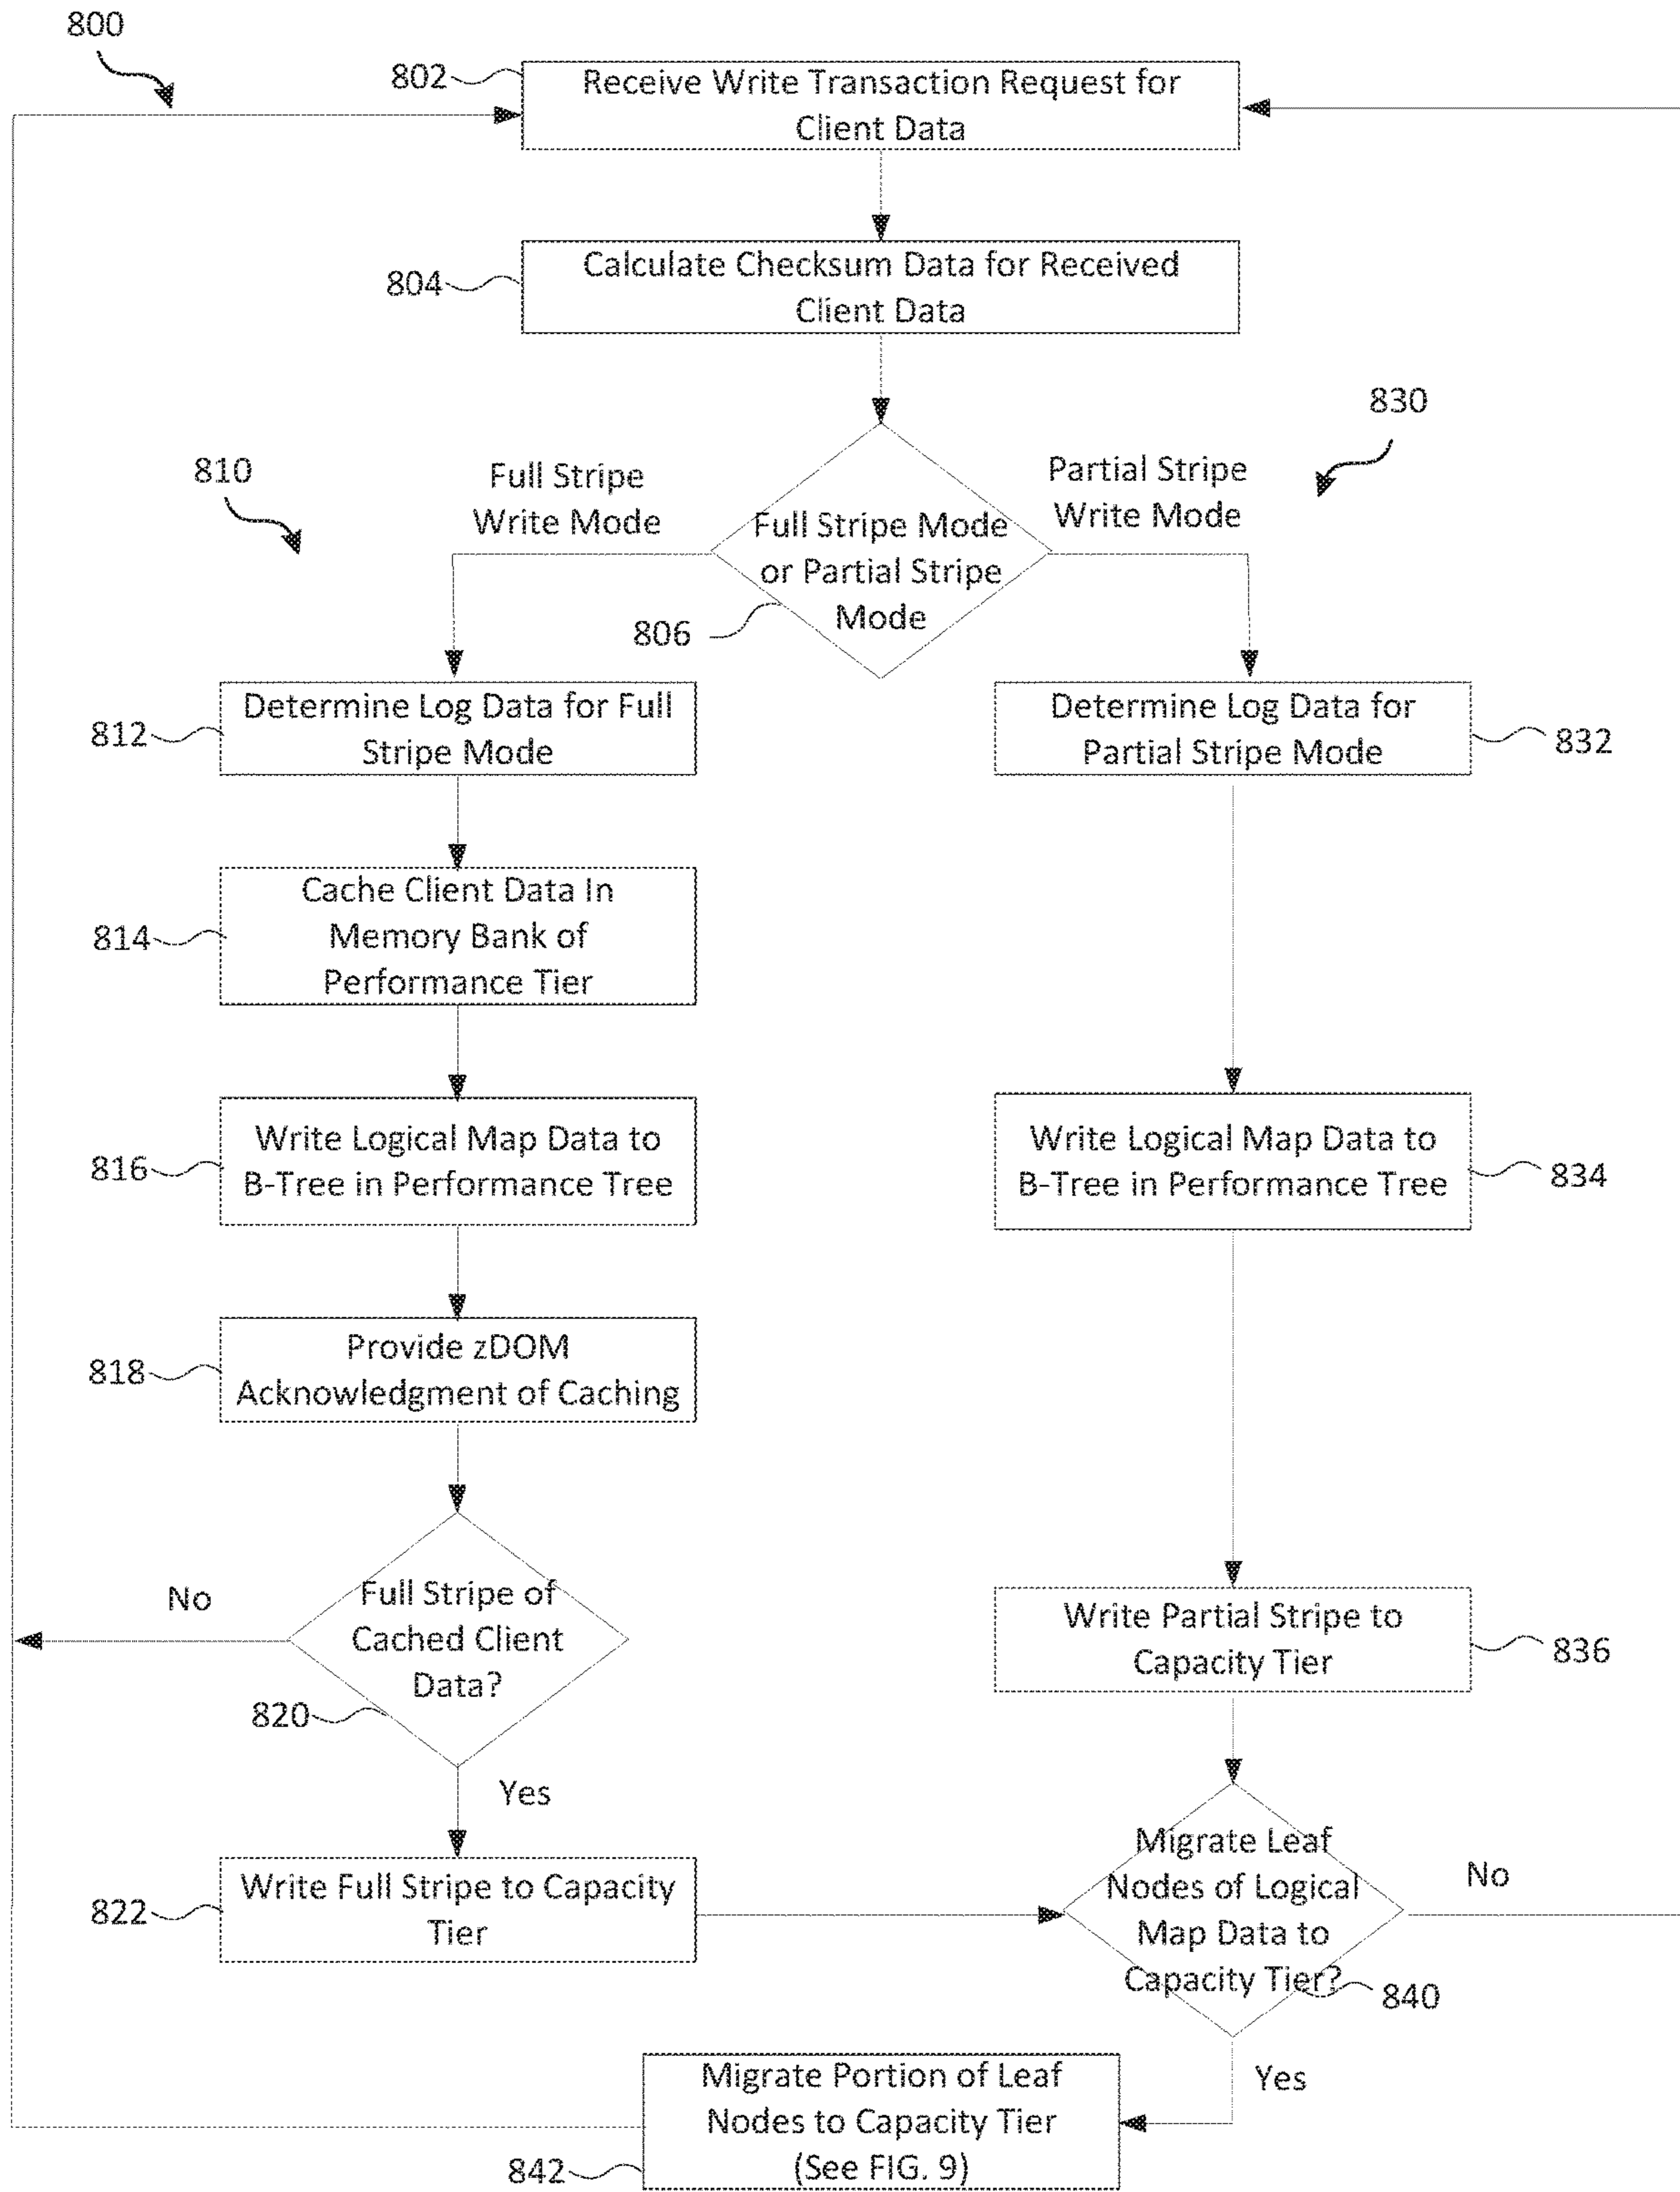 800
802
Receive Write Transaction Request for
Client Data
804
Calculate Checksum Data for Received
Client Data
830
810
Full Stripe
Write Mode
Partial Stripe
Write Mode
Full Stripe Mode
or Partial Stripe
Mode
806
812
Determine Log Data for Full
Stripe Mode
Determine Log Data for
Partial Stripe Mode
832
814
Cache Client Data In
Memory Bank of
Performance Tier
816
Write Logical Map Data to
B-Tree in Performance Tree
Write Logical Map Data to
B-Tree in Performance Tree
834
818
Provide zDOM
Acknowledgment of Caching
No
Full Stripe of
Cached Client
Data?
820
Yes
Write Partial Stripe to
Capacity Tier
836
822
Write Full Stripe to Capacity
Tier
Migrate Leaf
Nodes of Logical
Map Data to
Capacity Tier?
840
No
Yes
Migrate Portion of Leaf
Nodes to Capacity Tier
(See FIG. 9)
842